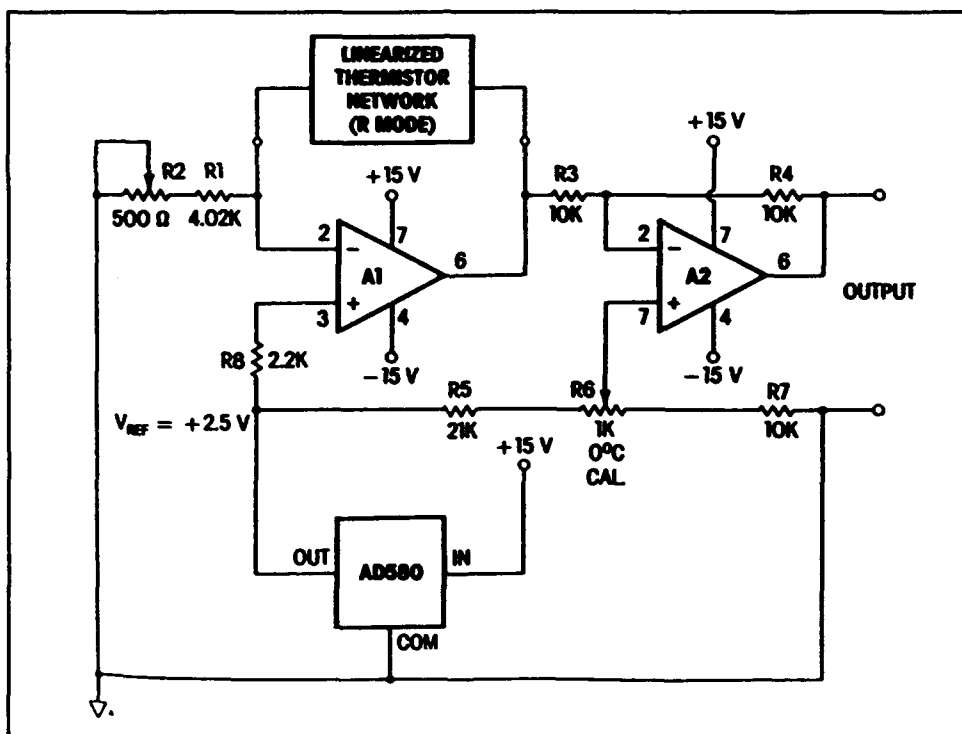 LINEARIZED
THERMISTOR
NETWORK
(R MODE)
+15 V
R2 R1
500 Ω 4.02K
+15 V
R3
10K
R4
10K
2
7
−
A1
6
+
3
4
−15 V
2
7
−
A2
6
+
7
4
−15 V
OUTPUT
R8 2.2K
V_REF = +2.5 V
R5
21K
R6
1K
0°C
CAL.
R7
10K
+15 V
OUT
AD580
IN
COM